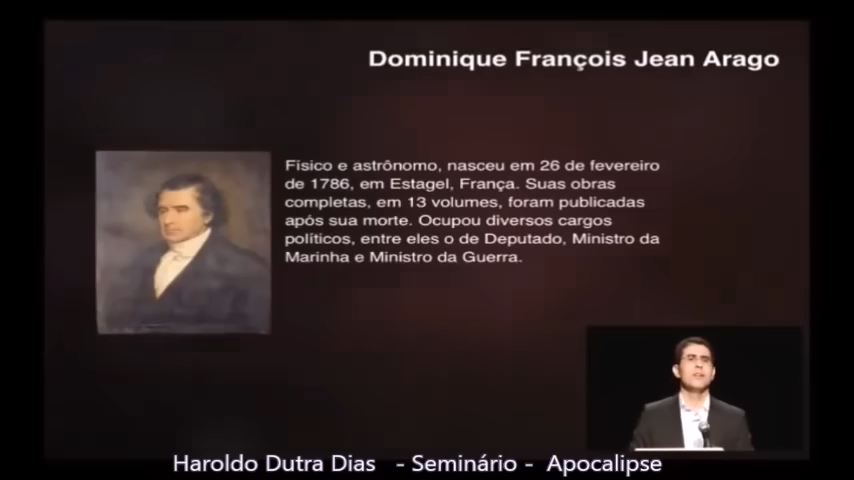 Dominique François Jean Arago
Físico e astrônomo, nasceu em 26 de fevereiro
de 1786, em Estagel, França. Suas obras
completas, em 13 volumes, foram publicadas
após sua morte. Ocupou diversos cargos
políticos, entre eles o de Deputado, Ministro da
Marinha e Ministro da Guerra.
Haroldo Dutra Dias - Seminário - Apocalipse